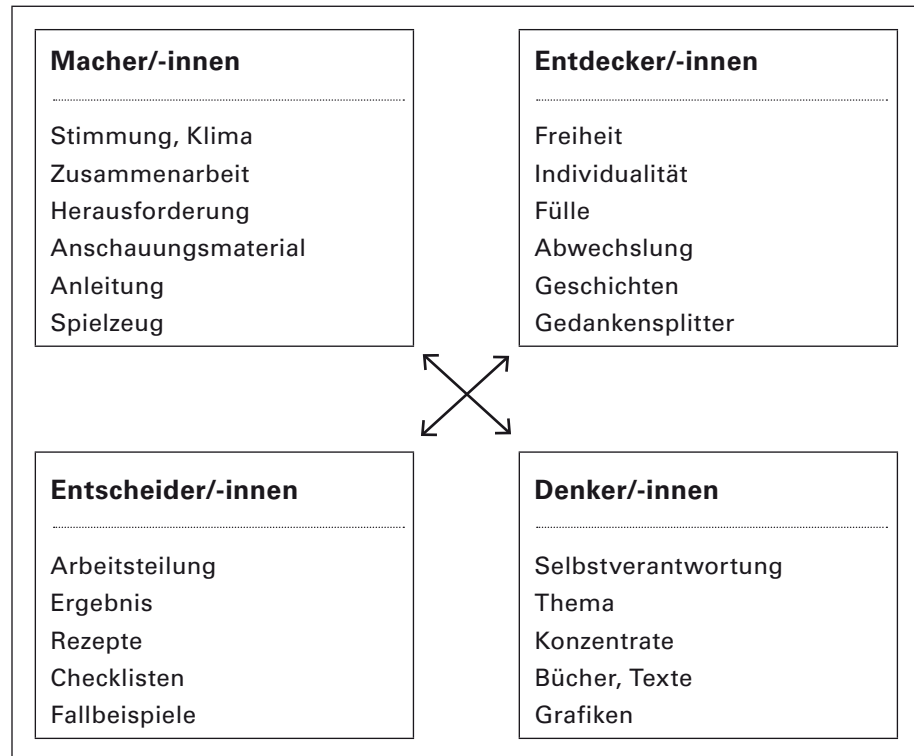 Macher/-innen
Stimmung, Klima
Zusammenarbeit
Herausforderung
Anschauungsmaterial
Anleitung
Spielzeug
Entdecker/-innen
Freiheit
Individualität
Fülle
Abwechslung
Geschichten
Gedankensplitter
Entscheider/-innen
Arbeitsteilung
Ergebnis
Rezepte
Checklisten
Fallbeispiele
Denker/-innen
Selbstverantwortung
Thema
Konzentrate
Bücher, Texte
Grafiken